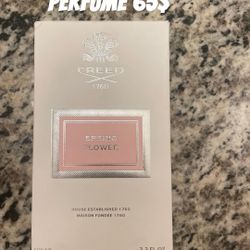 PERFUME 65$
CREED
1760
SPRING
FLOWER
HOUSE ESTABLISHED 1760
MAISON FONDÉE 1760